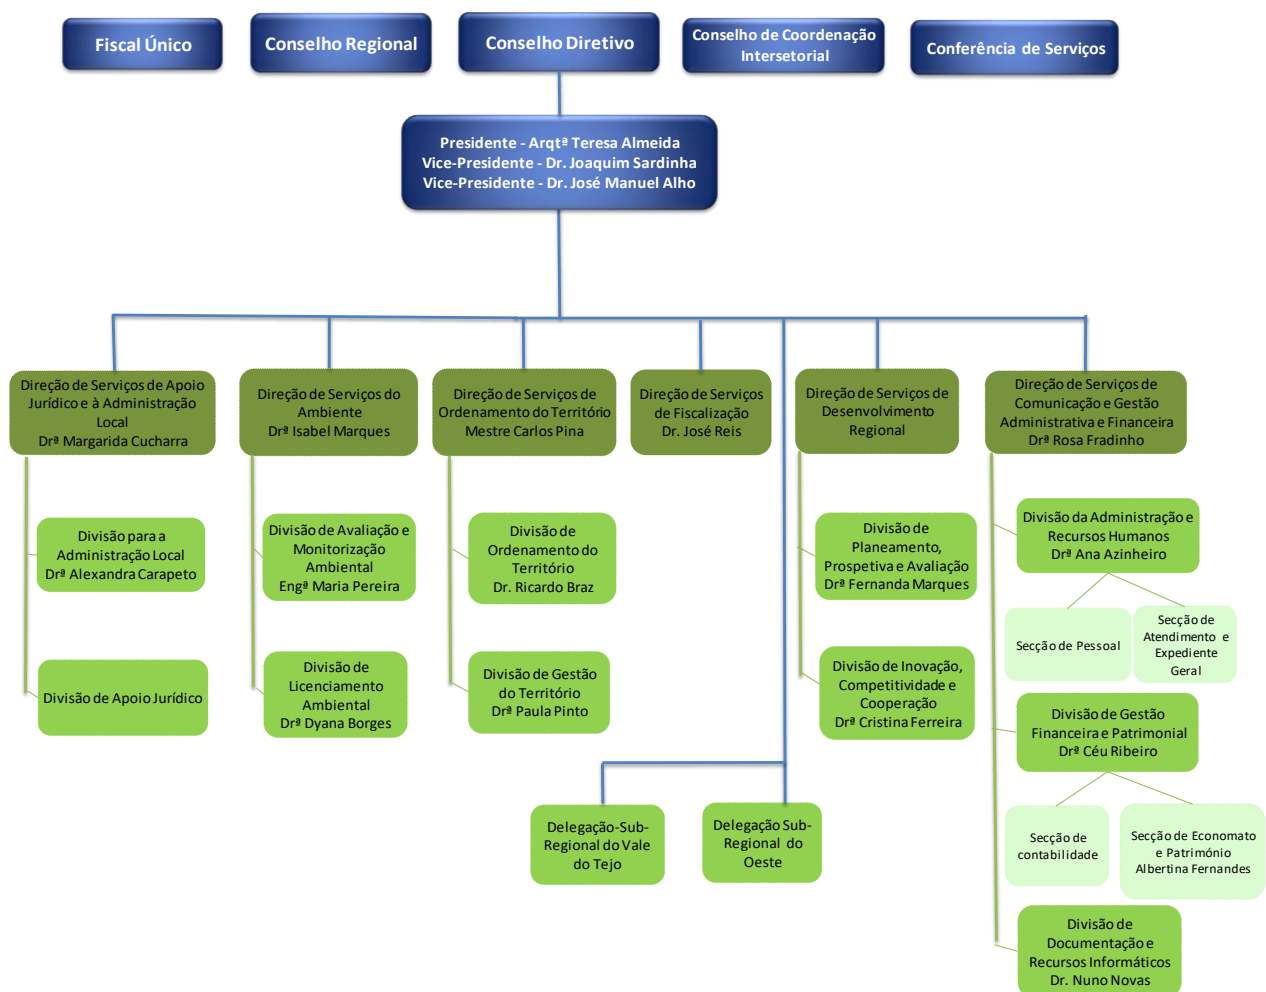 Fiscal Único
Conselho Regional
Conselho Diretivo
Conselho de Coordenação
Intersetorial
Conferência de Serviços
Presidente - Arqtª Teresa Almeida
Vice-Presidente - Dr. Joaquim Sardinha
Vice-Presidente - Dr. José Manuel Alho
Direção de Serviços de Apoio
Jurídico e à Administração
Local
Drª Margarida Cucharra
Direção de Serviços do
Ambiente
Drª Isabel Marques
Direção de Serviços de
Ordenamento do Território
Mestre Carlos Pina
Direção de Serviços
de Fiscalização
Dr. José Reis
Direção de Serviços de
Desenvolvimento
Regional
Direção de Serviços de
Comunicação e Gestão
Administrativa e Financeira
Drª Rosa Fradinho
Divisão para a
Administração Local
Drª Alexandra Carapeto
Divisão de Apoio Jurídico
Divisão de Avaliação e
Monitorização
Ambiental
Engª Maria Pereira
Divisão de
Licenciamento
Ambiental
Drª Dyana Borges
Divisão de
Ordenamento do
Território
Dr. Ricardo Braz
Divisão de Gestão
do Território
Drª Paula Pinto
Delegação-Sub-
Regional do Vale
do Tejo
Delegação Sub-
Regional do
Oeste
Divisão de
Planeamento,
Prospetiva e Avaliação
Drª Fernanda Marques
Divisão de Inovação,
Competitividade e
Cooperação
Drª Cristina Ferreira
Divisão da Administração e
Recursos Humanos
Drª Ana Azinheiro
Secção de Pessoal
Secção de
Atendimento e
Expediente
Geral
Divisão de Gestão
Financeira e Patrimonial
Drª Céu Ribeiro
Secção de
contabilidade
Secção de Economato
e Património
Albertina Fernandes
Divisão de
Documentação e
Recursos Informáticos
Dr. Nuno Novas